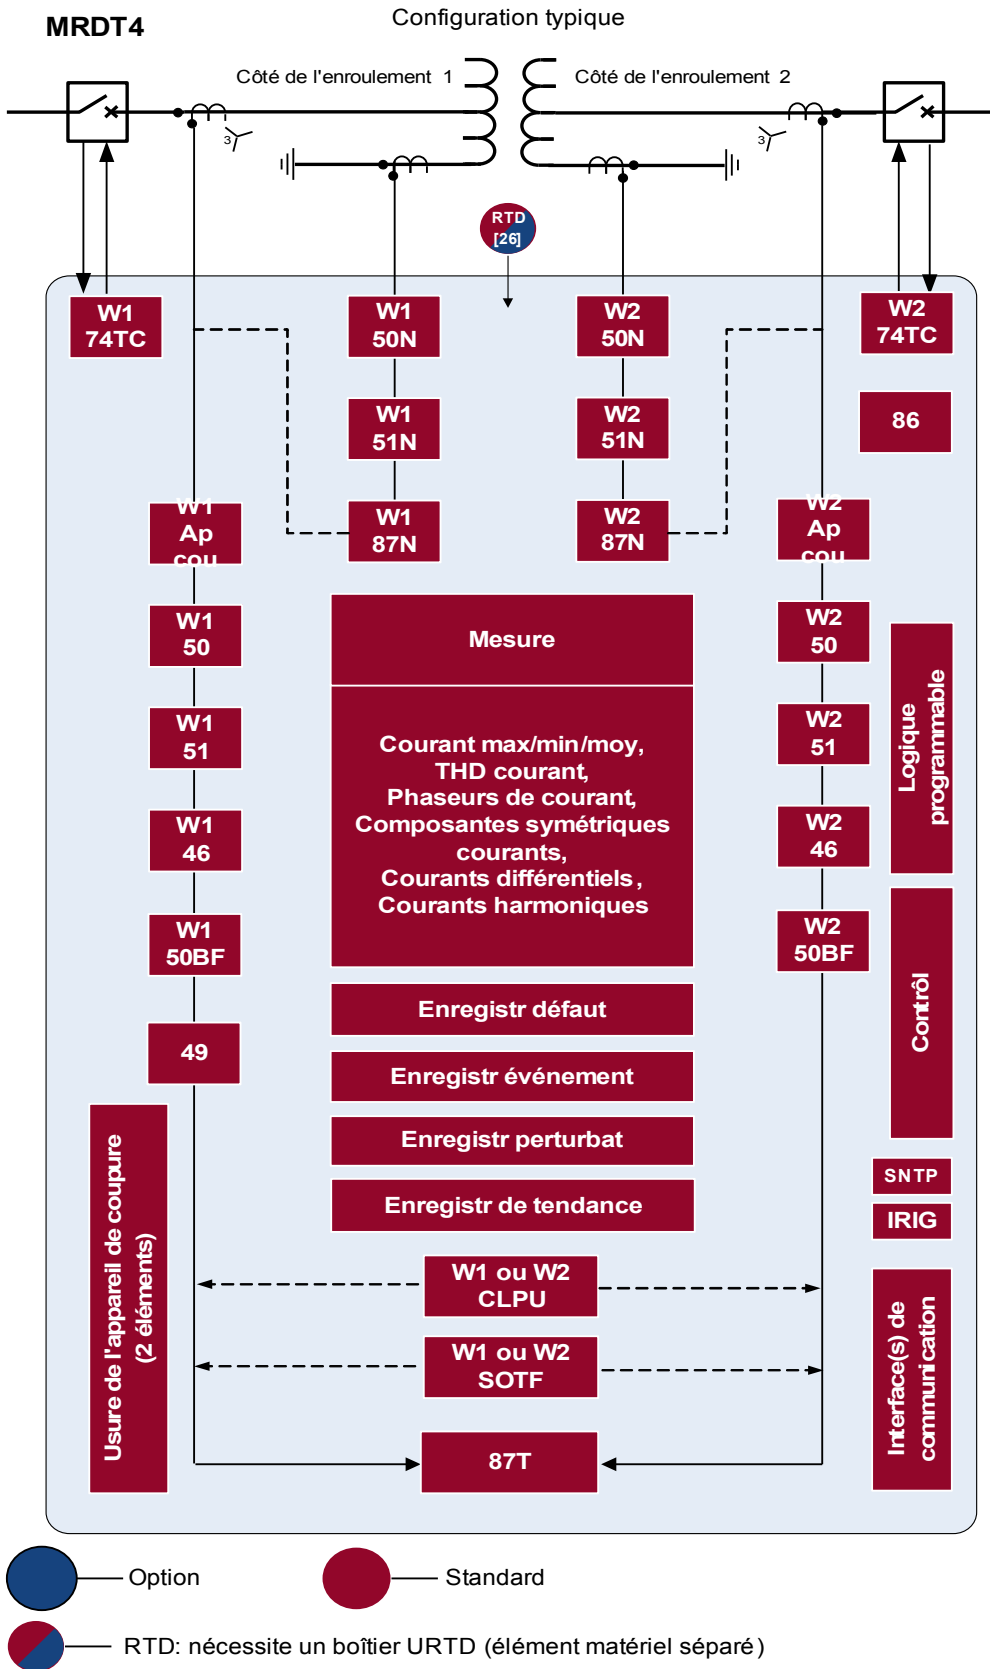 MRDT4
Configuration typique
Côté de l'enroulement 1
Côté de l'enroulement 2
3
3
RTD
[26]
W1
74TC
W1
50N
W2
50N
W2
74TC
W1
51N
W2
51N
86
W1
Ap
cou
W1
87N
W2
87N
W2
Ap
cou
W1
50
W2
50
Mesure
Courant max/min/moy,
THD courant,
Phaseurs de courant,
Composantes symétriques
courants,
Courants différentiels,
Courants harmoniques
W1
51
W2
51
Logique
programmable
W1
46
W2
46
W1
50BF
W2
50BF
Contrôl
49
Enregistr défaut
Enregistr événement
Enregistr perturbat
Enregistr de tendance
Usure de l'appareil de coupure
(2 éléments)
SNTP
IRIG
W1 ou W2
CLPU
W1 ou W2
SOTF
Interface(s) de
communication
87T
Option
Standard
RTD: nécessite un boîtier URTD (élément matériel séparé)